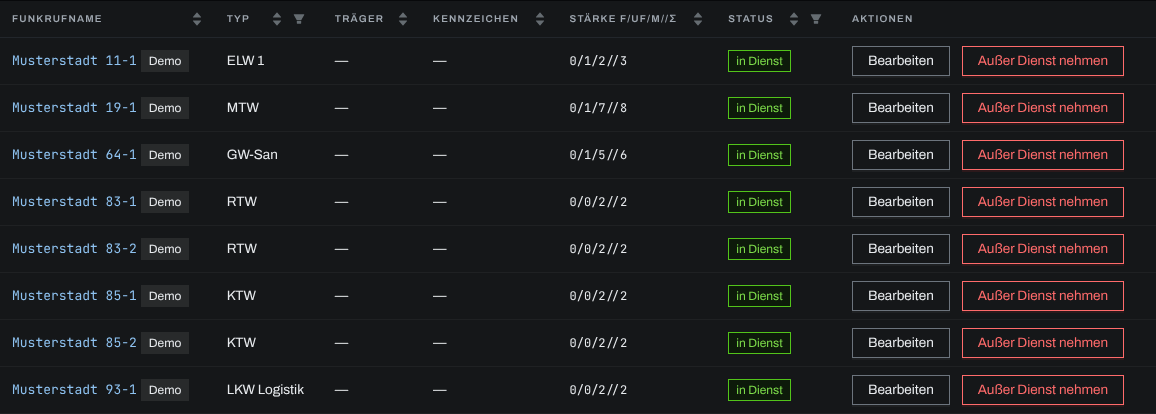 FUNKRUFNAME TYP TRÄGER KENNZEICHEN STÄRKE F/UF/M//Σ STATUS AKTIONEN
Musterstadt 11-1 Demo ELW 1 — — 0/1/2//3 in Dienst Bearbeiten Außer Dienst nehmen
Musterstadt 19-1 Demo MTW — — 0/1/7//8 in Dienst Bearbeiten Außer Dienst nehmen
Musterstadt 64-1 Demo GW-San — — 0/1/5//6 in Dienst Bearbeiten Außer Dienst nehmen
Musterstadt 83-1 Demo RTW — — 0/0/2//2 in Dienst Bearbeiten Außer Dienst nehmen
Musterstadt 83-2 Demo RTW — — 0/0/2//2 in Dienst Bearbeiten Außer Dienst nehmen
Musterstadt 85-1 Demo KTW — — 0/0/2//2 in Dienst Bearbeiten Außer Dienst nehmen
Musterstadt 85-2 Demo KTW — — 0/0/2//2 in Dienst Bearbeiten Außer Dienst nehmen
Musterstadt 93-1 Demo LKW Logistik — — 0/0/2//2 in Dienst Bearbeiten Außer Dienst nehmen